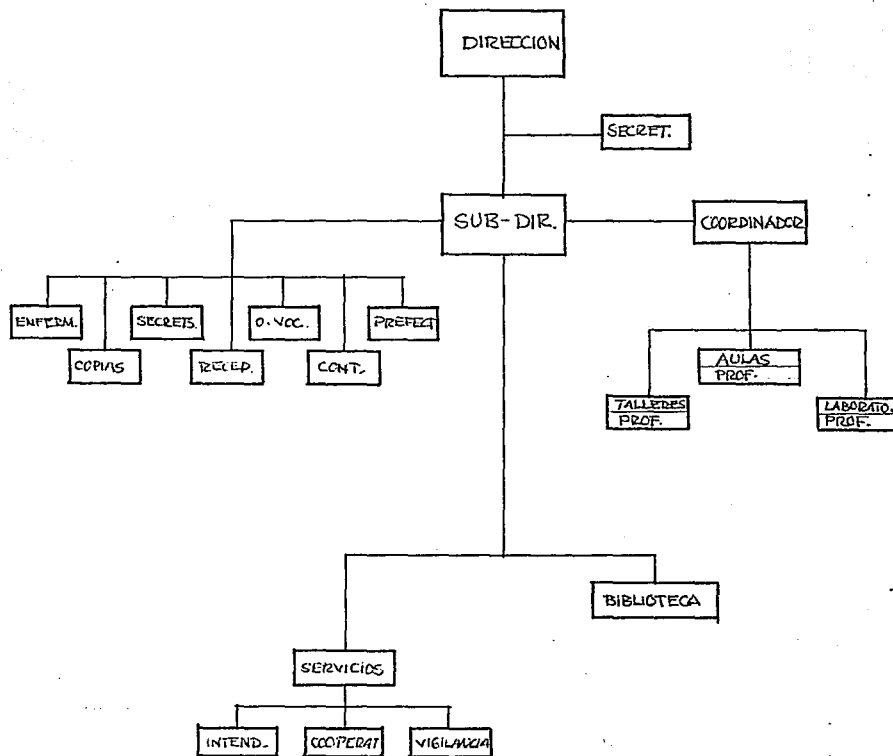 DIRECCION
SECRET.
SUB-DIR.
COORDINADOR
ENFERM.
SECRETS.
O. VOC.
PREFECT
COPIAS
RECEP.
CONT.
AULAS
PROF.
TALLERES
PROF.
LABORATO.
PROF.
BIBLIOTECA
SERVICIOS
INTEND.
COOPERAT
VIGILANCIA